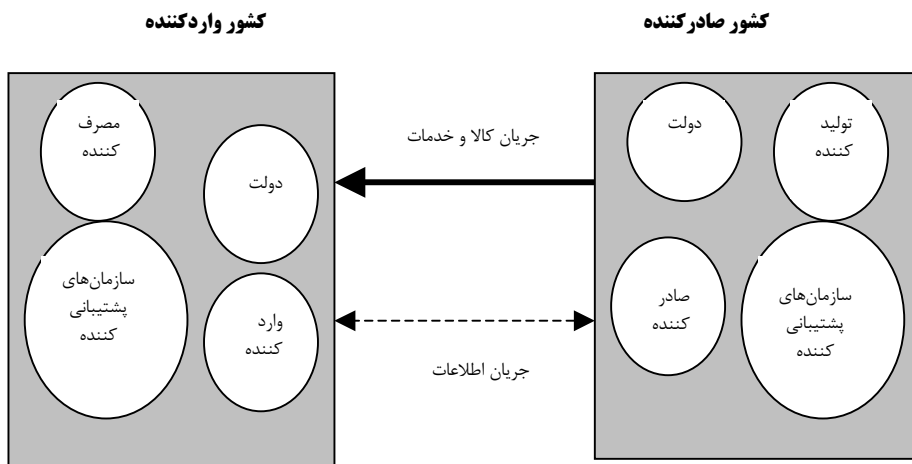 کشور صادرکننده
کشور واردکننده
تولید
کننده
دولت
صادر
کننده
سازمان‌های
پشتیبانی
کننده
جریان کالا و خدمات
جریان اطلاعات
مصرف
کننده
دولت
سازمان‌های
پشتیبانی
کننده
وارد
کننده